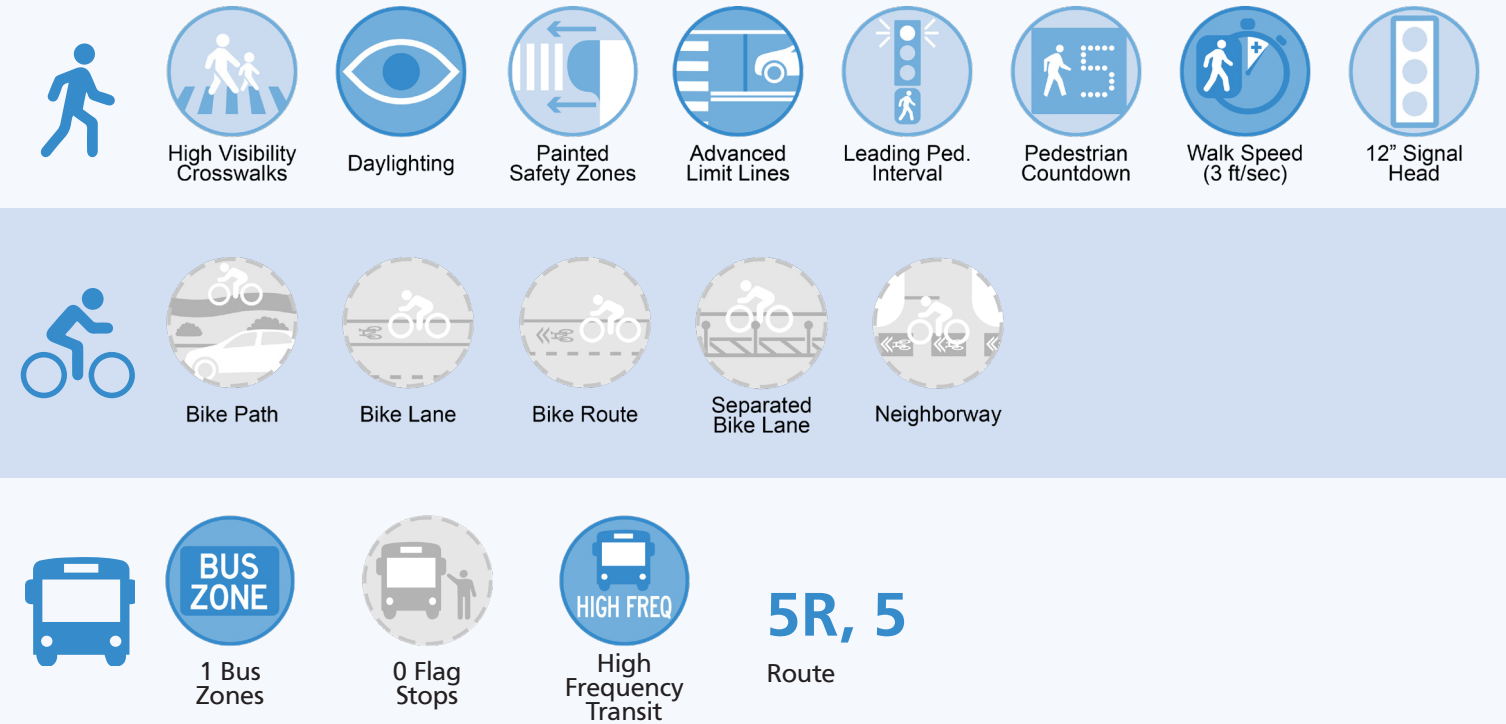 High Visibility
Crosswalks
Daylighting
Painted
Safety Zones
Advanced
Limit Lines
Leading Ped.
Interval
5
Pedestrian
Countdown
Walk Speed
(3 ft/sec)
12” Signal
Head
Bike Path
Bike Lane
Bike Route
Separated
Bike Lane
Neighborway
BUS
ZONE
1 Bus
Zones
0 Flag
Stops
HIGH FREQ
High
Frequency
Transit
5R, 5
Route